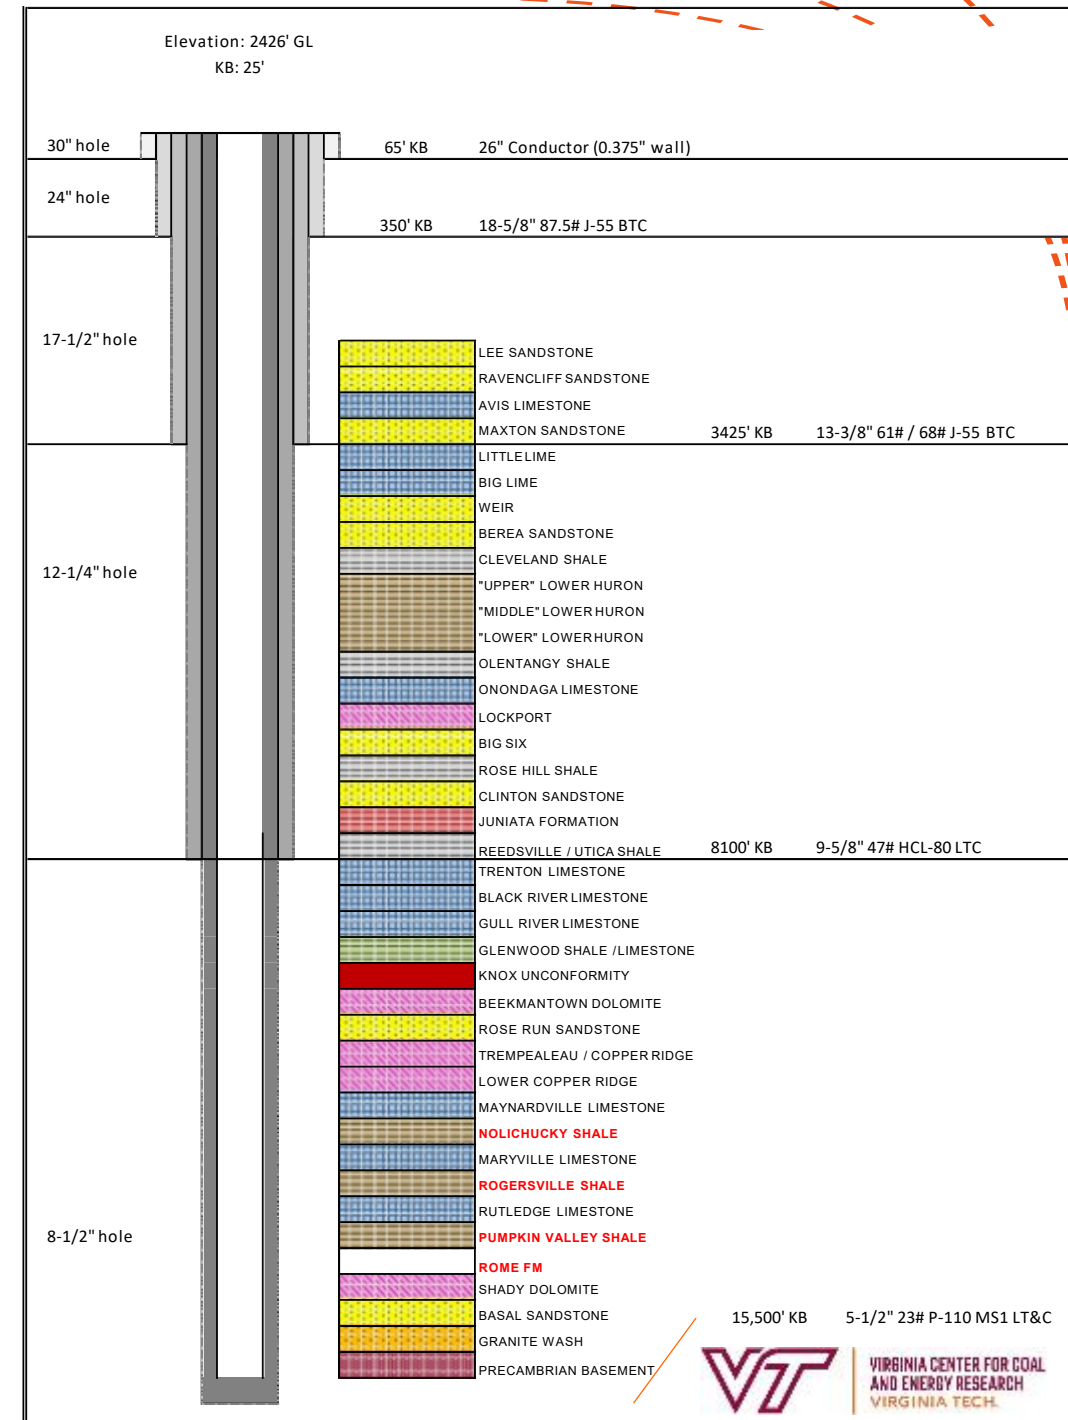 Elevation: 2426' GL
KB: 25'
30" hole 65' KB 26" Conductor (0.375" wall)
24" hole
350' KB 18-5/8" 87.5# J-55 BTC
17-1/2" hole
LEE SANDSTONE
RAVENCLIFF SANDSTONE
AVIS LIMESTONE
MAXTON SANDSTONE 3425' KB 13-3/8" 61# / 68# J-55 BTC
LITTLE LIME
BIG LIME
WEIR
BEREA SANDSTONE
CLEVELAND SHALE
12-1/4" hole
"UPPER" LOWER HURON
"MIDDLE" LOWER HURON
"LOWER" LOWER HURON
OLENTANGY SHALE
ONONDAGA LIMESTONE
LOCKPORT
BIG SIX
ROSE HILL SHALE
CLINTON SANDSTONE
JUNIATA FORMATION
REEDSVILLE / UTICA SHALE 8100' KB 9-5/8" 47# HCL-80 LTC
TRENTON LIMESTONE
BLACK RIVER LIMESTONE
GULL RIVER LIMESTONE
GLENWOOD SHALE / LIMESTONE
KNOX UNCONFORMITY
BEEKMANTOWN DOLOMITE
ROSE RUN SANDSTONE
TREMPEALEAU / COPPER RIDGE
LOWER COPPER RIDGE
MAYNARDVILLE LIMESTONE
NOLICHUCKY SHALE
MARYVILLE LIMESTONE
ROGERSVILLE SHALE
RUTLEDGE LIMESTONE
8-1/2" hole PUMPKIN VALLEY SHALE
ROME FM
SHADY DOLOMITE
BASAL SANDSTONE 15,500' KB 5-1/2" 23# P-110 MS1 LT&C
GRANITE WASH
PRECAMBRIAN BASEMENT
VT
VIRGINIA CENTER FOR COAL
AND ENERGY RESEARCH
VIRGINIA TECH.